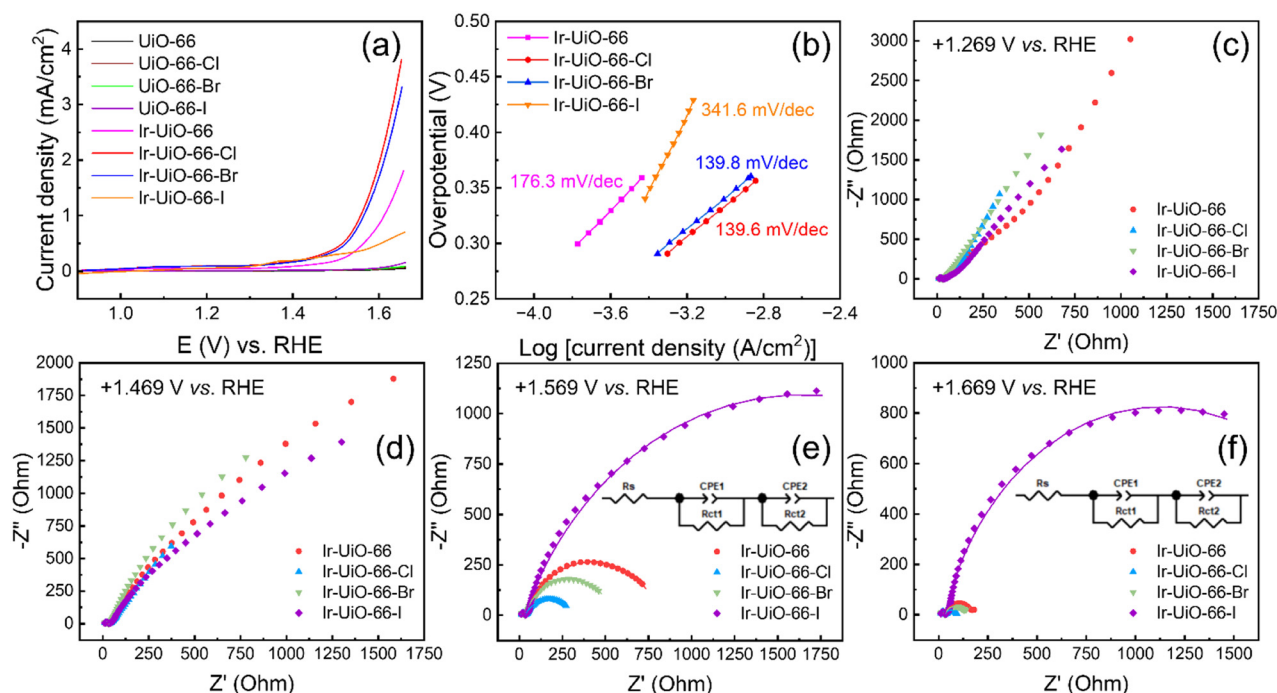 (a)
Current density (mA/cm²)
4
3
2
1
0
UiO-66
UiO-66-Cl
UiO-66-Br
UiO-66-I
Ir-UiO-66
Ir-UiO-66-Cl
Ir-UiO-66-Br
Ir-UiO-66-I
1.0 1.2 1.4 1.6
E (V) vs. RHE
(b)
Overpotential (V)
0.50
0.45
0.40
0.35
0.30
0.25
Ir-UiO-66
Ir-UiO-66-Cl
Ir-UiO-66-Br
Ir-UiO-66-I
341.6 mV/dec
176.3 mV/dec
139.8 mV/dec
139.6 mV/dec
−4.0 −3.6 −3.2 −2.8 −2.4
Log [current density (A/cm²)]
+1.269 V vs. RHE
(c)
-Z" (Ohm)
3000
2500
2000
1500
1000
500
0
Ir-UiO-66
Ir-UiO-66-Cl
Ir-UiO-66-Br
Ir-UiO-66-I
0 250 500 750 1000 1250 1500
Z' (Ohm)
+1.469 V vs. RHE
(d)
-Z" (Ohm)
2000
1750
1500
1250
1000
750
500
250
0
Ir-UiO-66
Ir-UiO-66-Cl
Ir-UiO-66-Br
Ir-UiO-66-I
0 250 500 750 1000 1250 1500 1750
Z' (Ohm)
+1.569 V vs. RHE
(e)
-Z" (Ohm)
1000
750
500
250
0
Rs CPE1 CPE2
Rct1 Rct2
Ir-UiO-66
Ir-UiO-66-Cl
Ir-UiO-66-Br
Ir-UiO-66-I
0 250 500 750 1000 1250 1500 1750
Z' (Ohm)
+1.669 V vs. RHE
(f)
-Z" (Ohm)
1000
800
600
400
200
0
Rs CPE1 CPE2
Rct1 Rct2
Ir-UiO-66
Ir-UiO-66-Cl
Ir-UiO-66-Br
Ir-UiO-66-I
0 250 500 750 1000 1250 1500
Z' (Ohm)